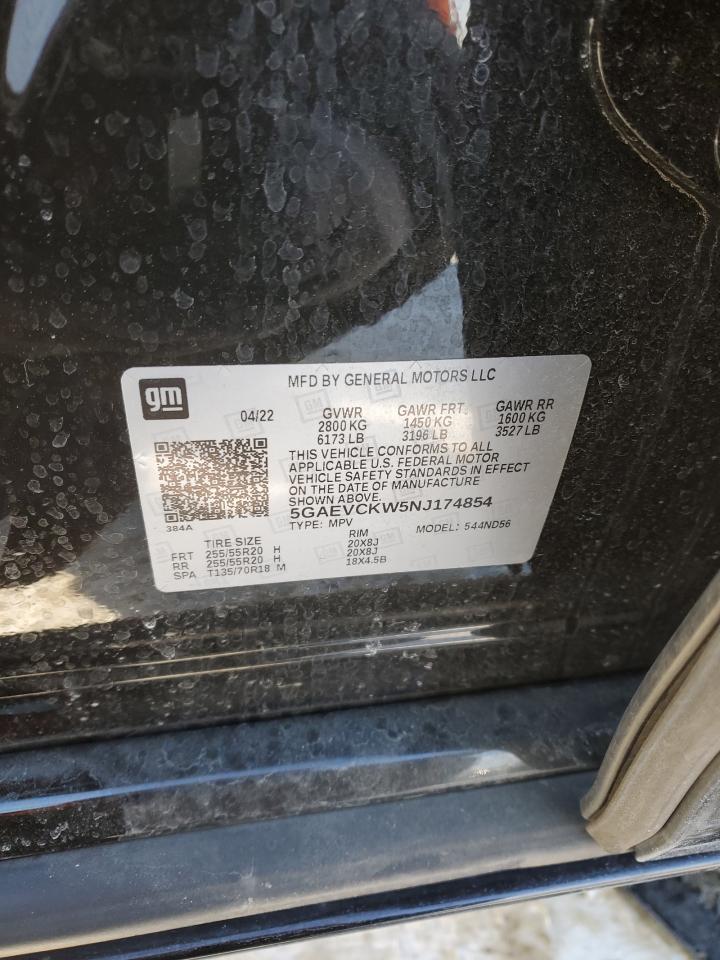 gm
MFD BY GENERAL MOTORS LLC
04/22 GVWR GAWR FRT. GAWR RR
2800 KG 1450 KG 1600 KG
6173 LB 3196 LB 3527 LB
THIS VEHICLE CONFORMS TO ALL
APPLICABLE U.S. FEDERAL MOTOR
VEHICLE SAFETY STANDARDS IN EFFECT
ON THE DATE OF MANUFACTURE
SHOWN ABOVE.
5GAEVCKW5NJ174854
384A
TYPE: MPV MODEL: 544ND56
TIRE SIZE RIM
FRT 255/55R20 H 20X8J
RR 255/55R20 H 20X8J
SPA T135/70R18 M 18X4.5B